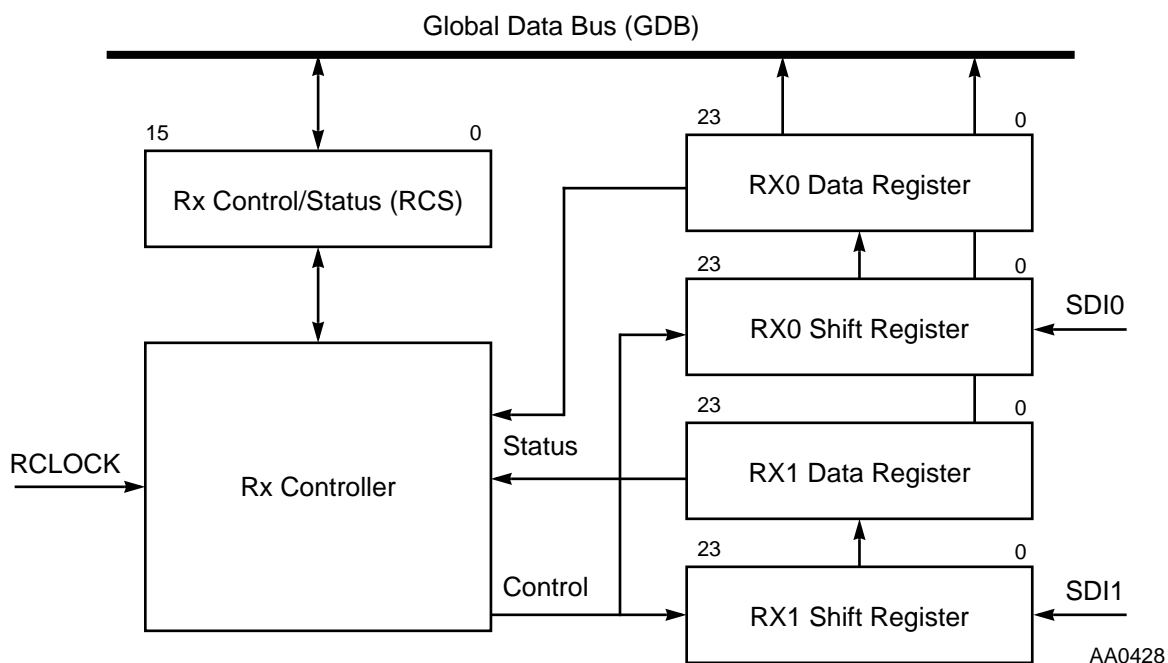 Global Data Bus (GDB)
15 0
Rx Control/Status (RCS)
23 0
RX0 Data Register
23 0
RX0 Shift Register
SDI0
23 0
RX1 Data Register
Status
RCLOCK
Rx Controller
Control
23 0
RX1 Shift Register
SDI1
AA0428